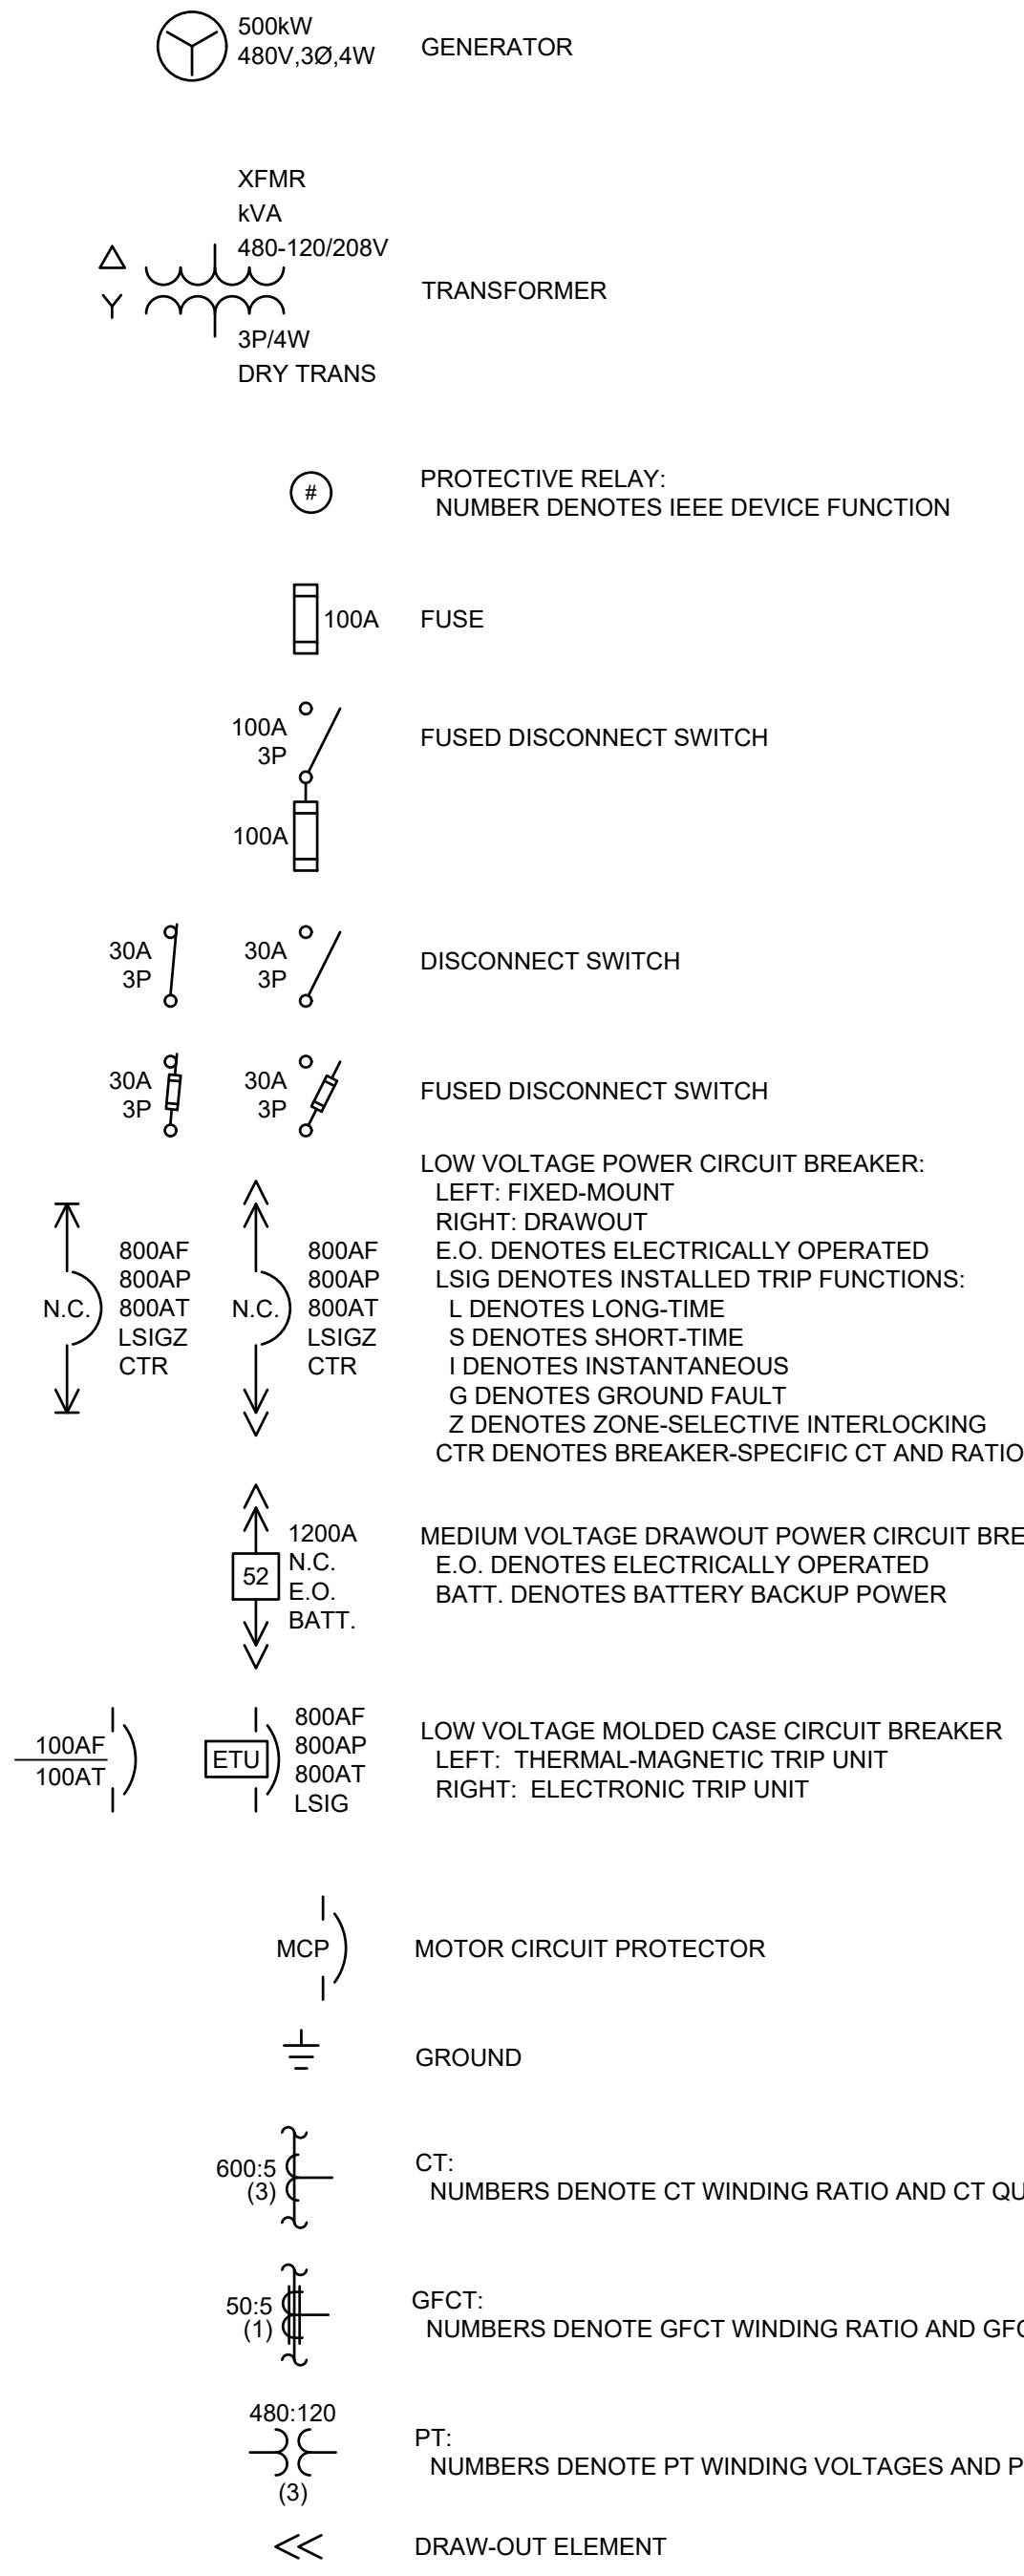 500kW
480V,3Ø,4W
GENERATOR
XFMR
kVA
480-120/208V
3P/4W
DRY TRANS
TRANSFORMER
#
PROTECTIVE RELAY:
NUMBER DENOTES IEEE DEVICE FUNCTION
100A
FUSE
100A
3P
100A
FUSED DISCONNECT SWITCH
30A
3P
30A
3P
DISCONNECT SWITCH
30A
3P
30A
3P
FUSED DISCONNECT SWITCH
N.C.
800AF
800AP
800AT
LSIGZ
CTR
N.C.
800AF
800AP
800AT
LSIGZ
CTR
LOW VOLTAGE POWER CIRCUIT BREAKER:
LEFT: FIXED-MOUNT
RIGHT: DRAWOUT
E.O. DENOTES ELECTRICALLY OPERATED
LSIG DENOTES INSTALLED TRIP FUNCTIONS:
L DENOTES LONG-TIME
S DENOTES SHORT-TIME
I DENOTES INSTANTANEOUS
G DENOTES GROUND FAULT
Z DENOTES ZONE-SELECTIVE INTERLOCKING
CTR DENOTES BREAKER-SPECIFIC CT AND RATIO
52
1200A
N.C.
E.O.
BATT.
MEDIUM VOLTAGE DRAWOUT POWER CIRCUIT BRE
E.O. DENOTES ELECTRICALLY OPERATED
BATT. DENOTES BATTERY BACKUP POWER
100AF
100AT
ETU
800AF
800AP
800AT
LSIG
LOW VOLTAGE MOLDED CASE CIRCUIT BREAKER
LEFT: THERMAL-MAGNETIC TRIP UNIT
RIGHT: ELECTRONIC TRIP UNIT
MCP
MOTOR CIRCUIT PROTECTOR
GROUND
600:5
(3)
CT:
NUMBERS DENOTE CT WINDING RATIO AND CT QU
50:5
(1)
GFCT:
NUMBERS DENOTE GFCT WINDING RATIO AND GF
480:120
(3)
PT:
NUMBERS DENOTE PT WINDING VOLTAGES AND P
DRAW-OUT ELEMENT